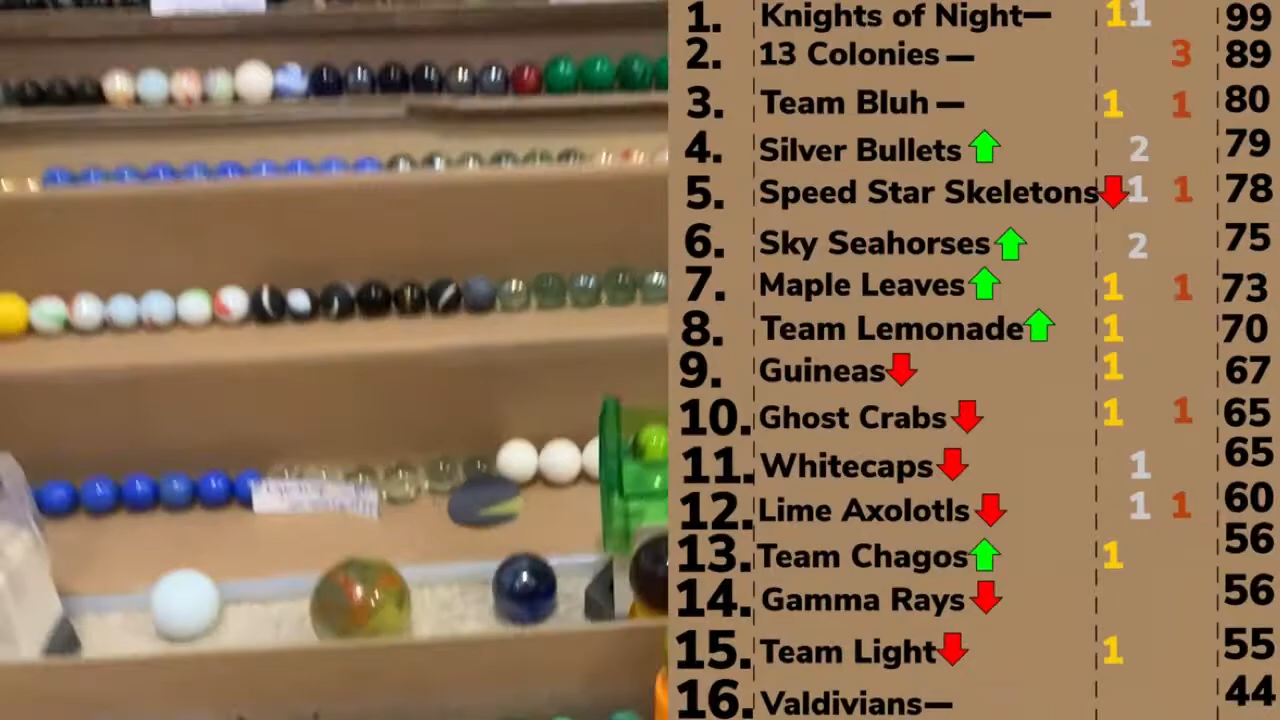 1. Knights of Night— 1 1 99
2. 13 Colonies — 3 89
3. Team Bluh — 1 1 80
4. Silver Bullets 2 79
5. Speed Star Skeletons 1 1 78
6. Sky Seahorses 2 75
7. Maple Leaves 1 1 73
8. Team Lemonade 1 70
9. Guineas 1 67
10. Ghost Crabs 1 1 65
11. Whitecaps 1 65
12. Lime Axolotls 1 1 60
13. Team Chagos 1 56
14. Gamma Rays 56
15. Team Light 1 55
16. Valdivians— 44